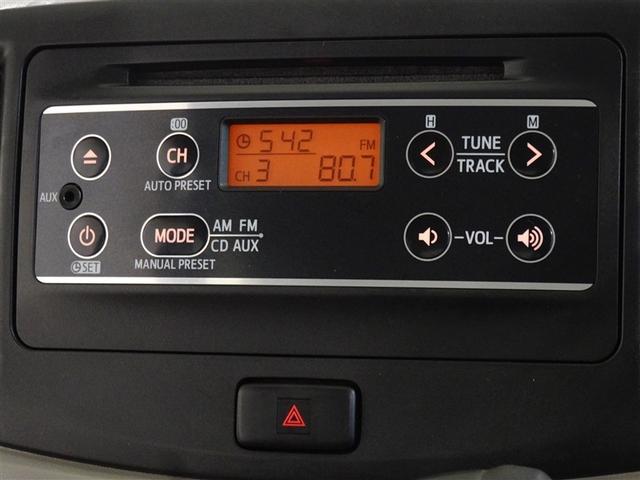 :00
H
M
CH
AUTO PRESET
5 42 FM
CH 3 80.7
TUNE
TRACK
AUX
SET
MODE
AM FM
CD AUX
MANUAL PRESET
VOL